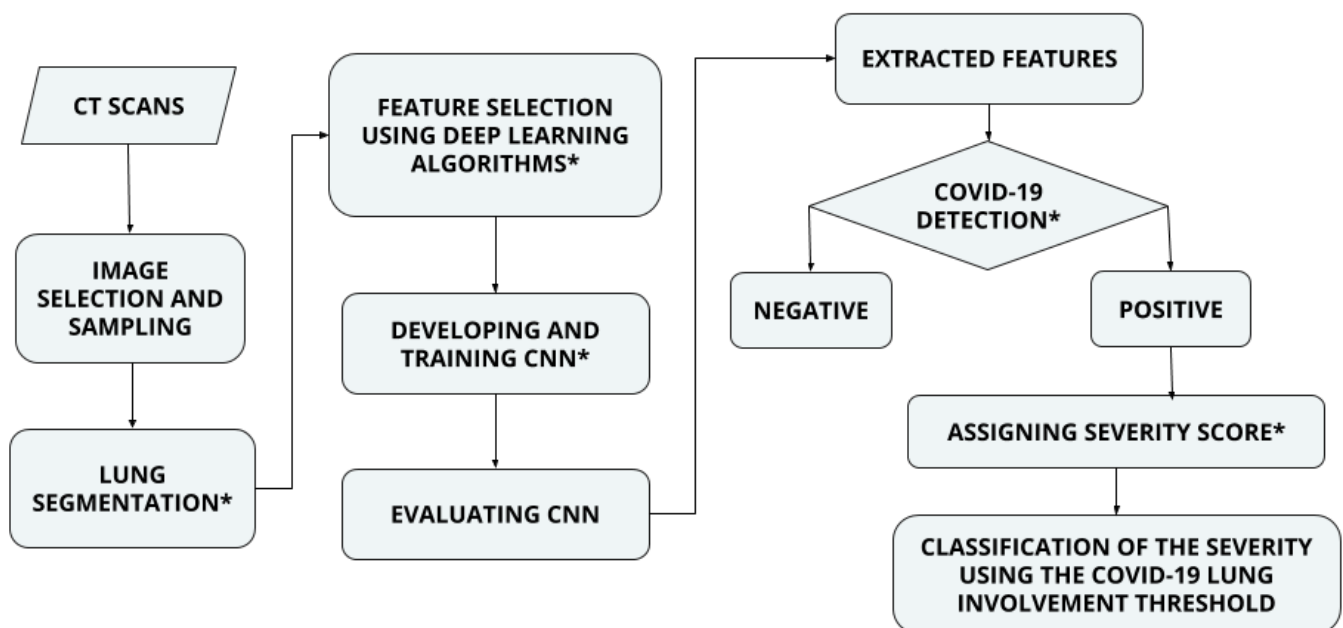 CT SCANS
IMAGE
SELECTION AND
SAMPLING
LUNG
SEGMENTATION*
FEATURE SELECTION
USING DEEP LEARNING
ALGORITHMS*
DEVELOPING AND
TRAINING CNN*
EVALUATING CNN
EXTRACTED FEATURES
COVID-19
DETECTION*
NEGATIVE
POSITIVE
ASSIGNING SEVERITY SCORE*
CLASSIFICATION OF THE SEVERITY
USING THE COVID-19 LUNG
INVOLVEMENT THRESHOLD